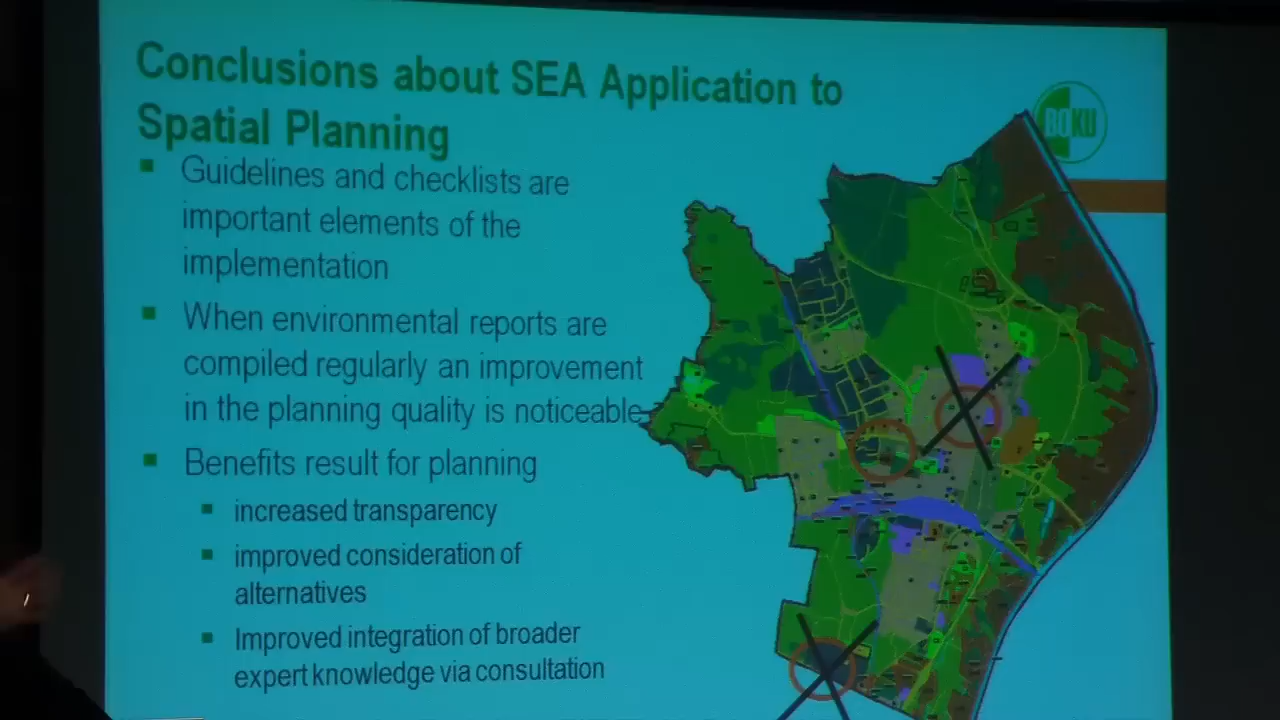 Conclusions about SEA Application to
Spatial Planning
BOKU
Guidelines and checklists are
important elements of the
implementation
When environmental reports are
compiled regularly an improvement
in the planning quality is noticeable
Benefits result for planning
increased transparency
improved consideration of
alternatives
Improved integration of broader
expert knowledge via consultation